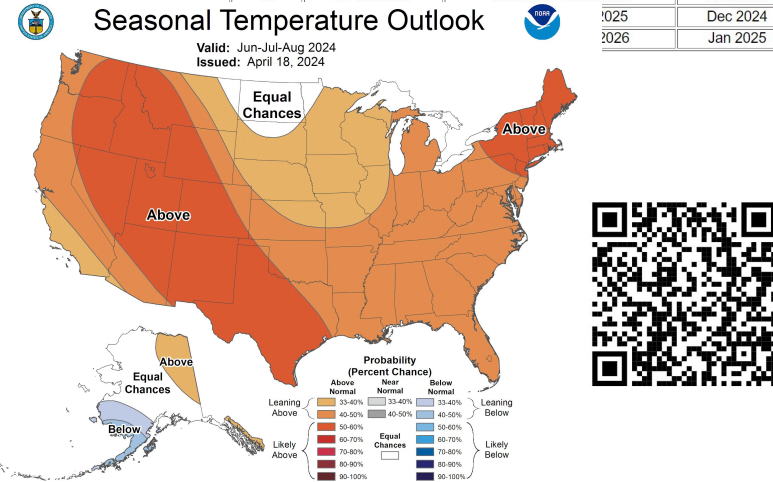 Seasonal Temperature Outlook
NOAA
Valid: Jun-Jul-Aug 2024
Issued: April 18, 2024
2025 Dec 2024
2026 Jan 2025
Equal
Chances
Above
Above
Above
Equal
Chances
Below
Probability
(Percent Chance)
Above
Normal
Near
Normal
Below
Normal
Leaning
Above
33-40%
33-40%
33-40%
Leaning
Below
40-50%
40-50%
40-50%
Likely
Above
50-60%
60-70%
70-80%
80-90%
90-100%
Equal
Chances
50-60%
60-70%
70-80%
80-90%
90-100%
Likely
Below